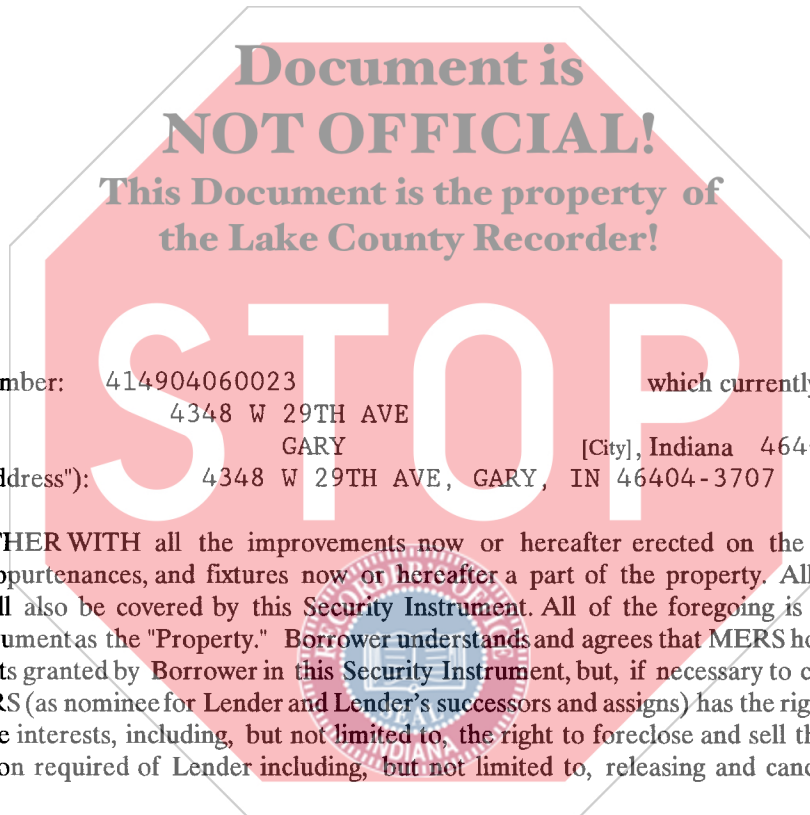 Document is
NOT OFFICIAL!
This Document is the property of
the Lake County Recorder!
STOP
mber: 414904060023 which currently
4348 W 29TH AVE
GARY [City], Indiana 464
ddress"): 4348 W 29TH AVE, GARY, IN 46404-3707
THER WITH all the improvements now or hereafter erected on the
ppurtenances, and fixtures now or hereafter a part of the property. All
ll also be covered by this Security Instrument. All of the foregoing is
ument as the "Property." Borrower understands and agrees that MERS ho
ts granted by Borrower in this Security Instrument, but, if necessary to c
RS (as nominee for Lender and Lender's successors and assigns) has the rig
e interests, including, but not limited to, the right to foreclose and sell th
on required of Lender including, but not limited to, releasing and canc
SEAL
INDIANA